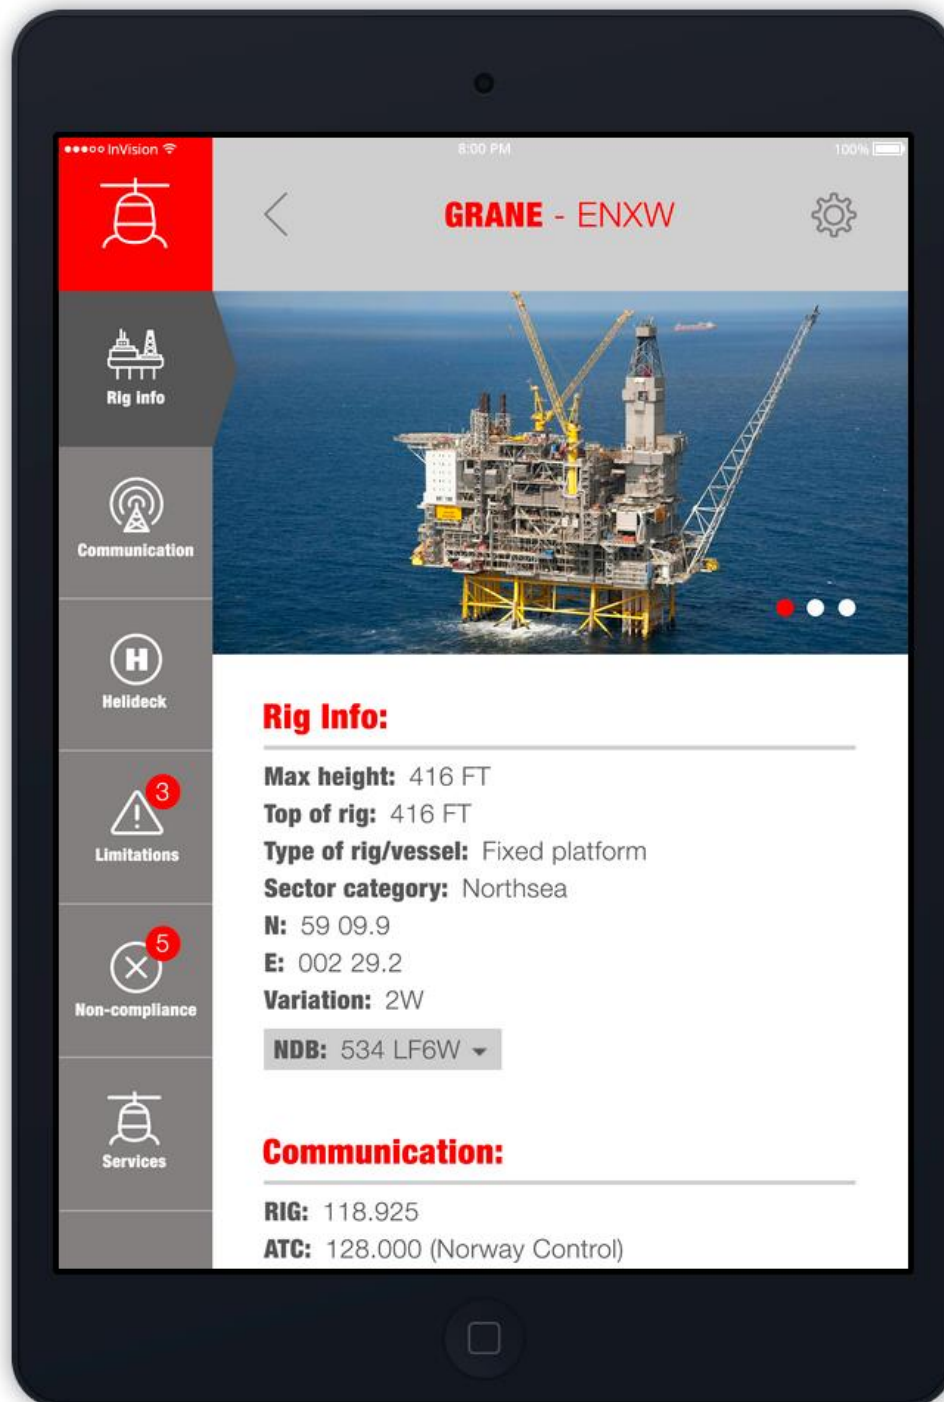 InVision
8:00 PM
100%
GRANE - ENXW
Rig info
Communication
Helideck
3
Limitations
5
Non-compliance
Services
Rig Info:
Max height: 416 FT
Top of rig: 416 FT
Type of rig/vessel: Fixed platform
Sector category: Northsea
N: 59 09.9
E: 002 29.2
Variation: 2W
NDB: 534 LF6W
Communication:
RIG: 118.925
ATC: 128.000 (Norway Control)